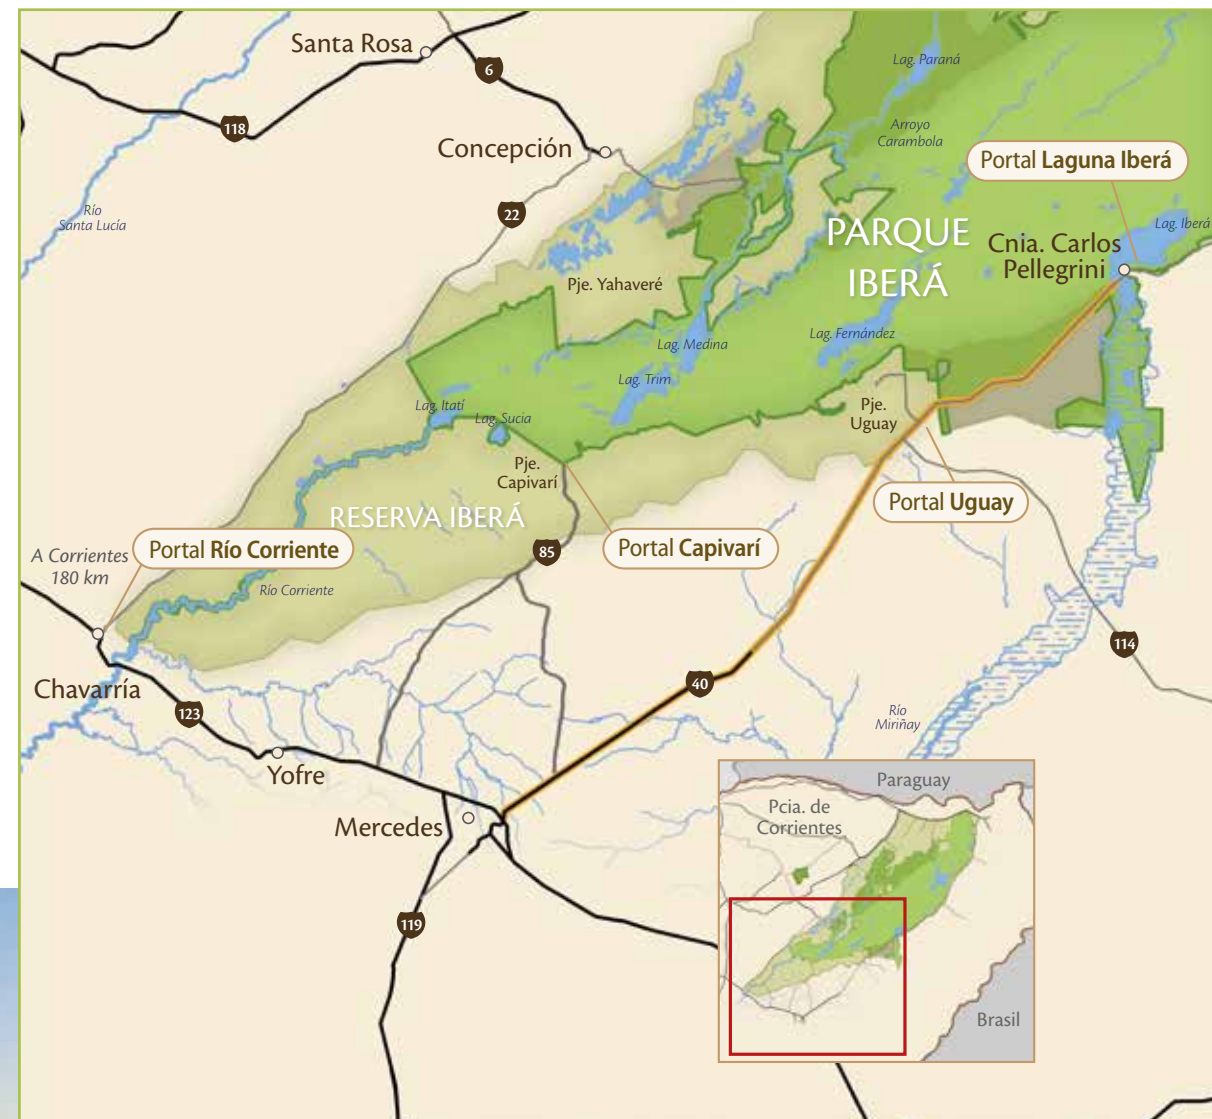 Santa Rosa
6
Lag. Paraná
118
Arroyo
Carambola
Concepción
Portal Laguna Iberá
Río
Santa Lucía
22
PARQUE
IBERÁ
Lag. Iberá
Cnia. Carlos
Pellegrini
Pje. Yahaveré
Lag. Medina
Lag. Fernández
Lag. Trim
Lag. Itatí
Lag. Sucia
Pje.
Uguay
Pje.
Capivarí
Portal Uguay
RESERVA IBERÁ
A Corrientes
180 km
Portal Río Corriente
85
Portal Capivarí
Río Corriente
114
Chavarría
40
123
Río
Miriñay
Yofre
Mercedes
119
Paraguay
Pcia. de
Corrientes
Brasil